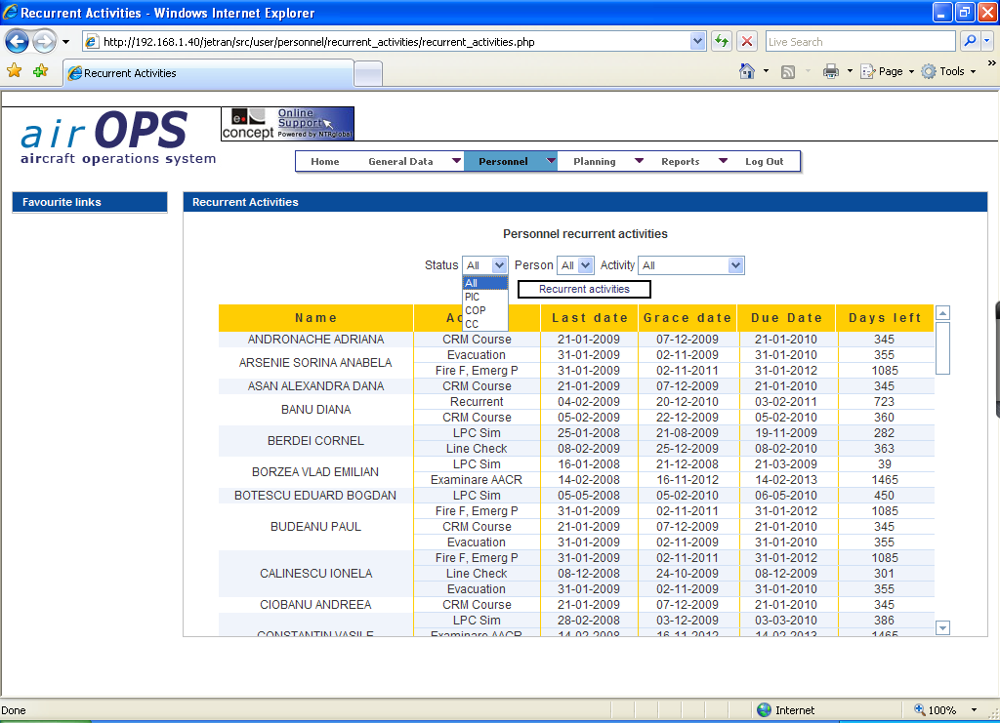 Recurrent Activities - Windows Internet Explorer
http://192.168.1.40/jetran/src/user/personnel/recurrent_activities/recurrent_activities.php
Live Search
Recurrent Activities
Page
Tools
air OPS
aircraft operations system
e.
concept
Online
Support
Powered by NTRglobal
Home General Data Personnel Planning Reports Log Out
Favourite links
Recurrent Activities
Personnel recurrent activities
Status All Person All Activity All
All
PIC
COP
CC
Recurrent activities
Name Last date Grace date Due Date Days left
ANDRONACHE ADRIANA CRM Course 21-01-2009 07-12-2009 21-01-2010 345
ARSENIE SORINA ANABELA Evacuation 31-01-2009 02-11-2009 31-01-2010 355
Fire F, Emerg P 31-01-2009 02-11-2011 31-01-2012 1085
ASAN ALEXANDRA DANA CRM Course 21-01-2009 07-12-2009 21-01-2010 345
BANU DIANA Recurrent 04-02-2009 20-12-2010 03-02-2011 723
CRM Course 05-02-2009 22-12-2009 05-02-2010 360
BERDEI CORNEL LPC Sim 25-01-2008 21-08-2009 19-11-2009 282
Line Check 08-02-2009 25-12-2009 08-02-2010 363
BORZEA VLAD EMILIAN LPC Sim 16-01-2008 21-12-2008 21-03-2009 39
Examinare AACR 14-02-2008 16-11-2012 14-02-2013 1465
BOTESCU EDUARD BOGDAN LPC Sim 05-05-2008 05-02-2010 06-05-2010 450
BUDEANU PAUL Fire F, Emerg P 31-01-2009 02-11-2011 31-01-2012 1085
CRM Course 21-01-2009 07-12-2009 21-01-2010 345
Evacuation 31-01-2009 02-11-2009 31-01-2010 355
CALINESCU IONELA Fire F, Emerg P 31-01-2009 02-11-2011 31-01-2012 1085
Line Check 08-12-2008 24-10-2009 08-12-2009 301
Evacuation 31-01-2009 02-11-2009 31-01-2010 355
CIOBANU ANDREEA CRM Course 21-01-2009 07-12-2009 21-01-2010 345
CONSTANTIN VASILE LPC Sim 28-02-2008 03-12-2009 03-03-2010 386
Examinare AACR 14-02-2008 16-11-2012 14-02-2013 1465
Done
Internet
100%